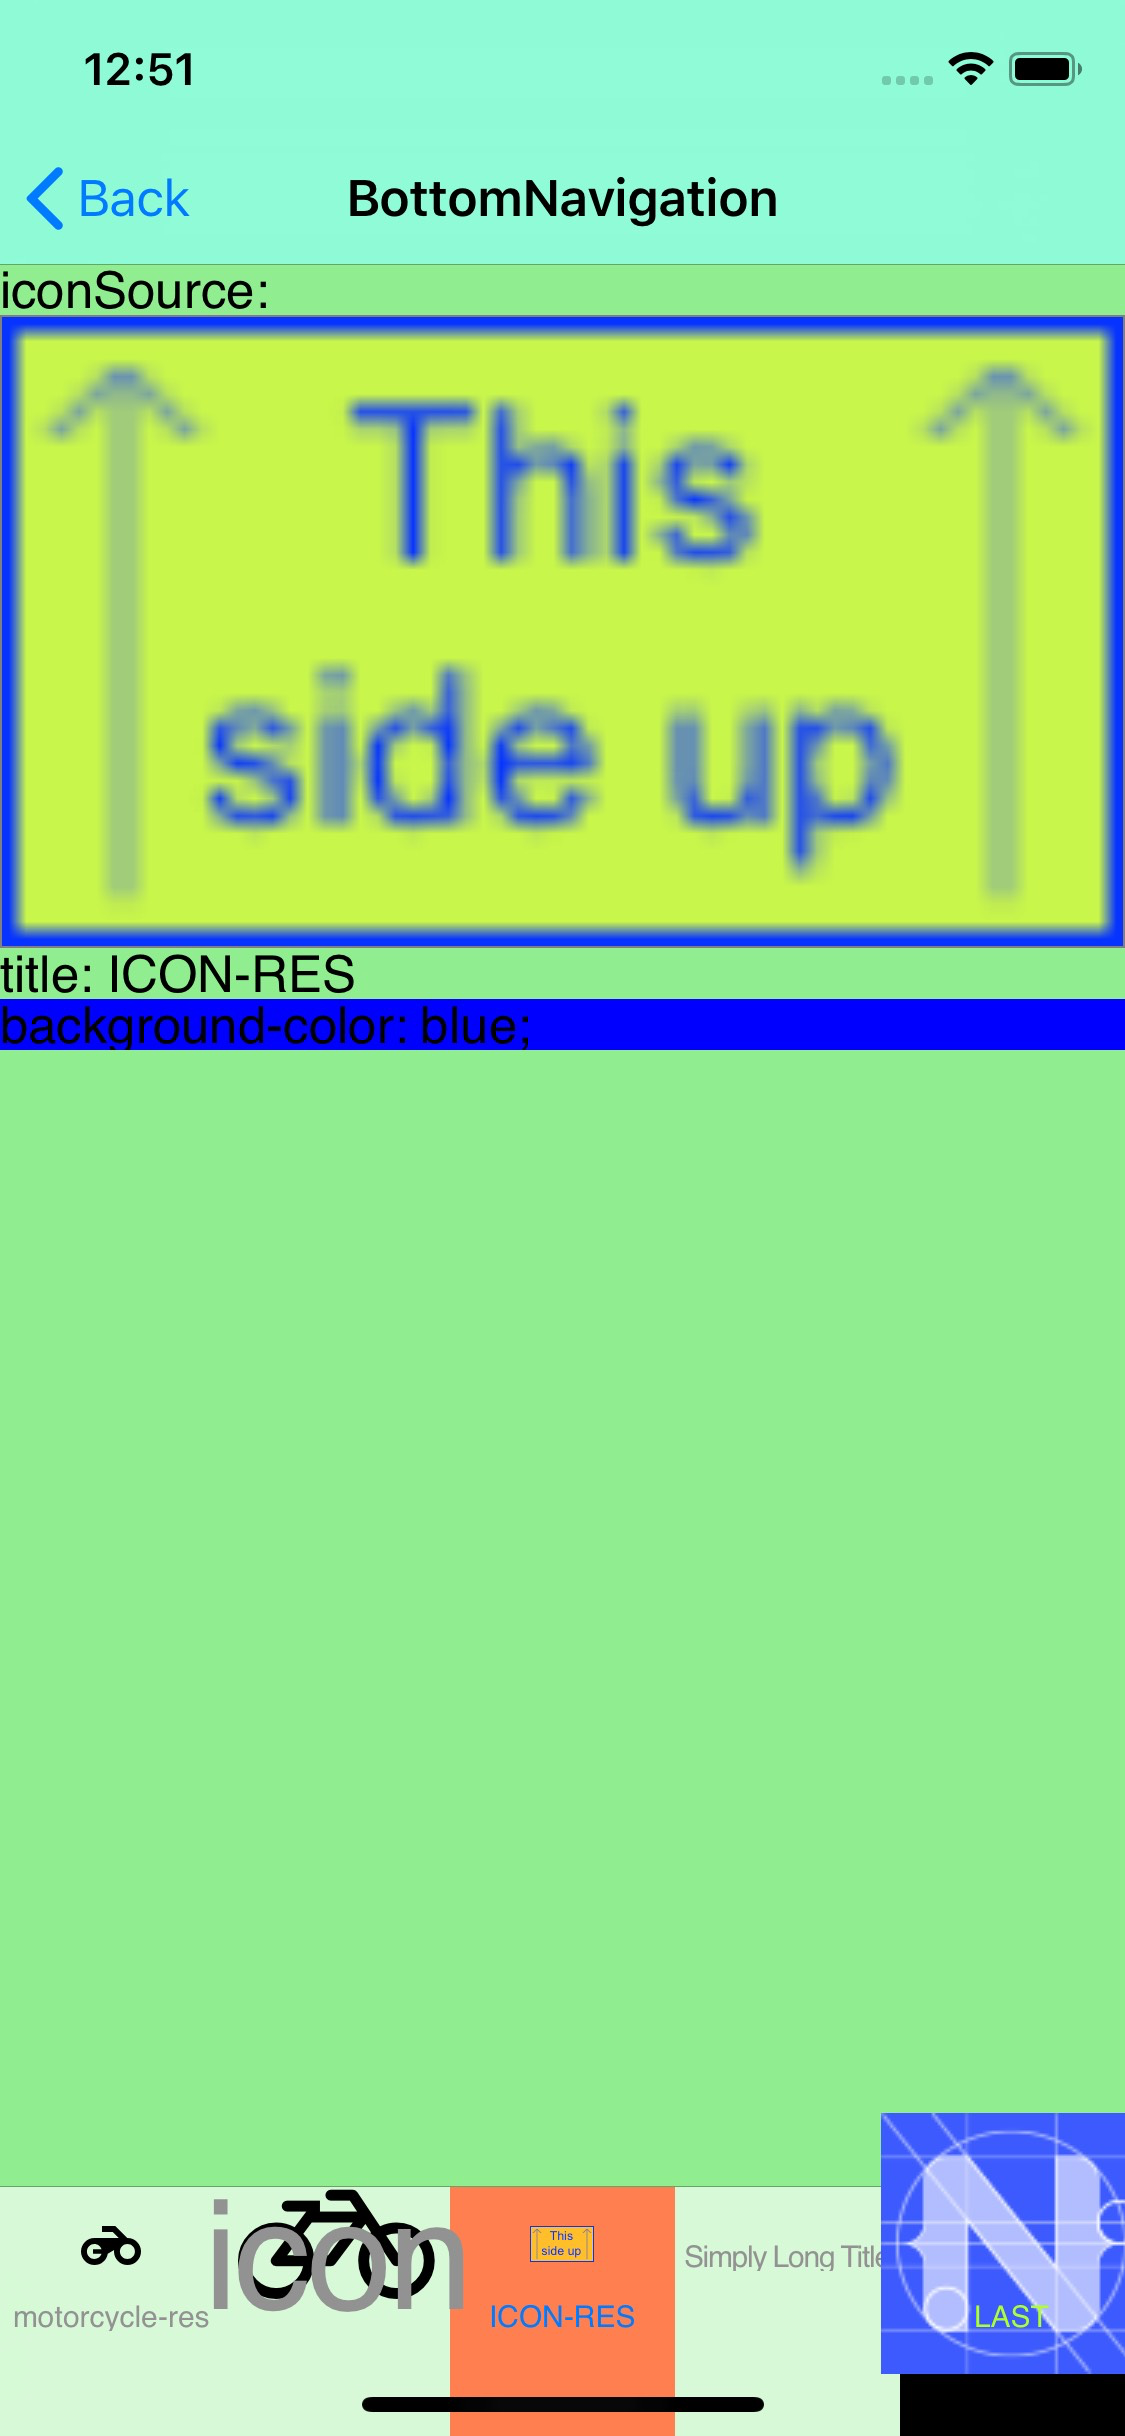 12:51
Back
BottomNavigation
iconSource:
This
side up
title: ICON-RES
background-color: blue;
motorcycle-res
icon
This
side up
ICON-RES
Simply Long Title
LAST